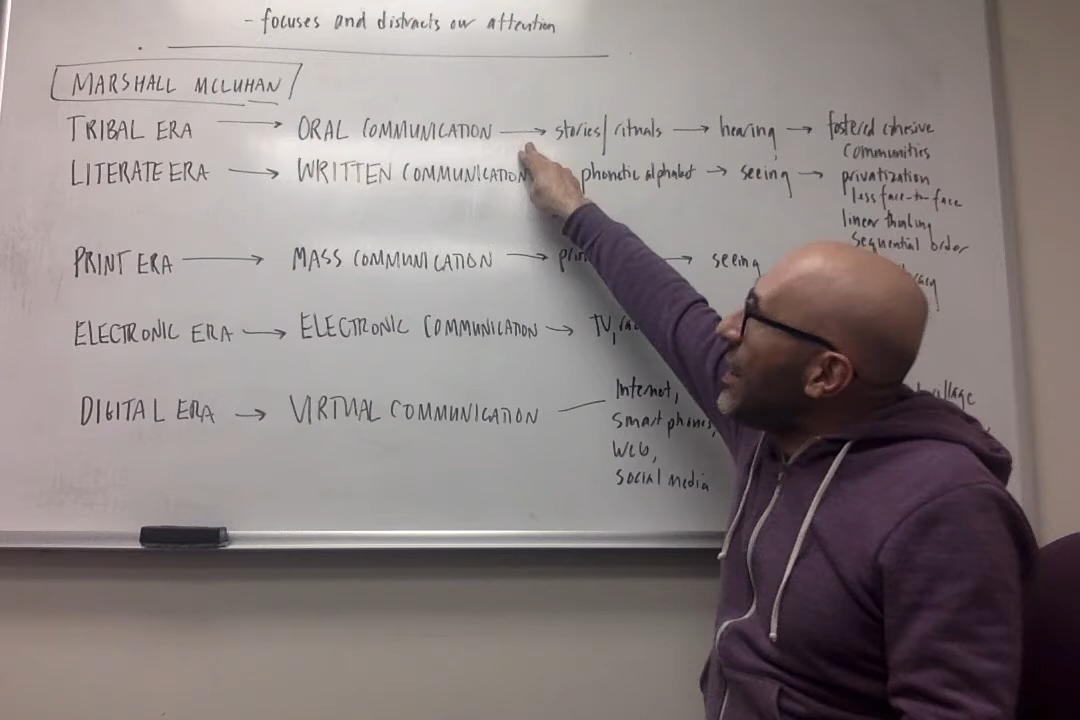 - focuses and distracts our attention
MARSHALL MCLUHAN
TRIBAL ERA → ORAL COMMUNICATION → stories/rituals → hearing → fostered cohesive
communities
LITERATE ERA → WRITTEN COMMUNICATION phonetic alphabet → seeing → privatization
less face-to-face
linear thinking
sequential order
PRINT ERA → MASS COMMUNICATION → → seeing
ELECTRONIC ERA → ELECTRONIC COMMUNICATION → TV,
DIGITAL ERA → VIRTUAL COMMUNICATION — Internet,
smart phones,
Web,
social media